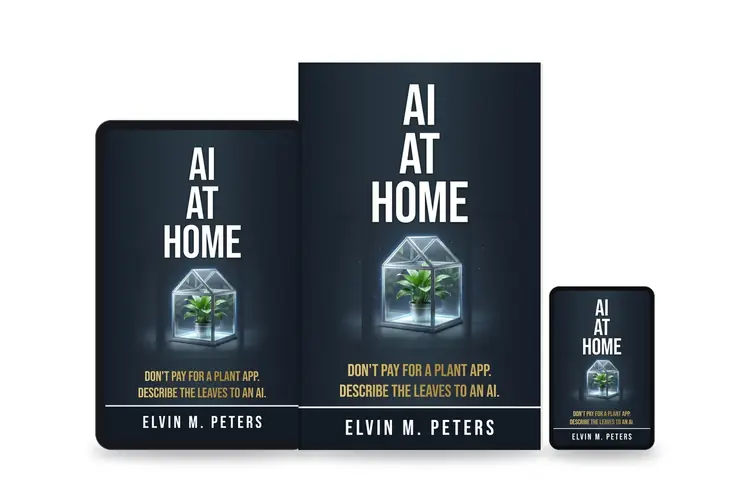 AI
AT
HOME
DON'T PAY FOR A PLANT APP.
DESCRIBE THE LEAVES TO AN AI.
ELVIN M. PETERS
AI
AT
HOME
DON'T PAY FOR A PLANT APP.
DESCRIBE THE LEAVES TO AN AI.
ELVIN M. PETERS
AI
AT
HOME
DON'T PAY FOR A PLANT APP.
DESCRIBE THE LEAVES TO AN AI.
ELVIN M. PETERS